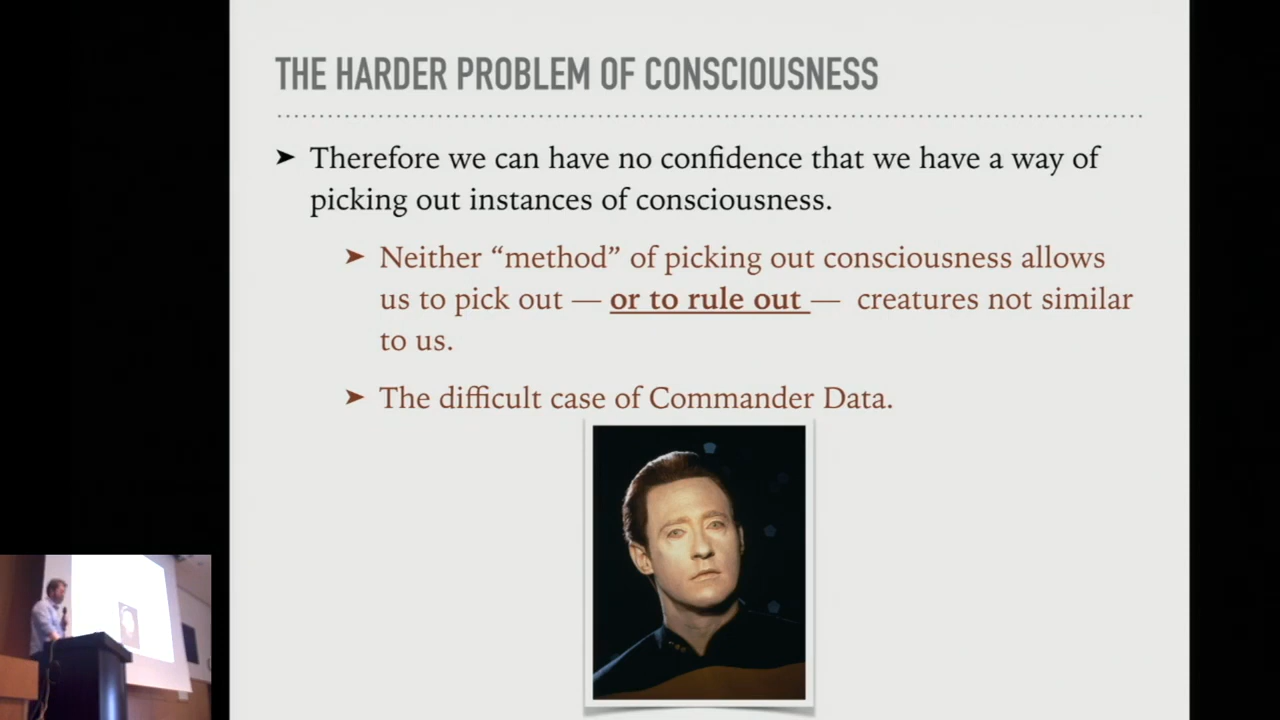 THE HARDER PROBLEM OF CONSCIOUSNESS
➤ Therefore we can have no confidence that we have a way of
picking out instances of consciousness.
➤ Neither “method” of picking out consciousness allows
us to pick out — or to rule out — creatures not similar
to us.
➤ The difficult case of Commander Data.